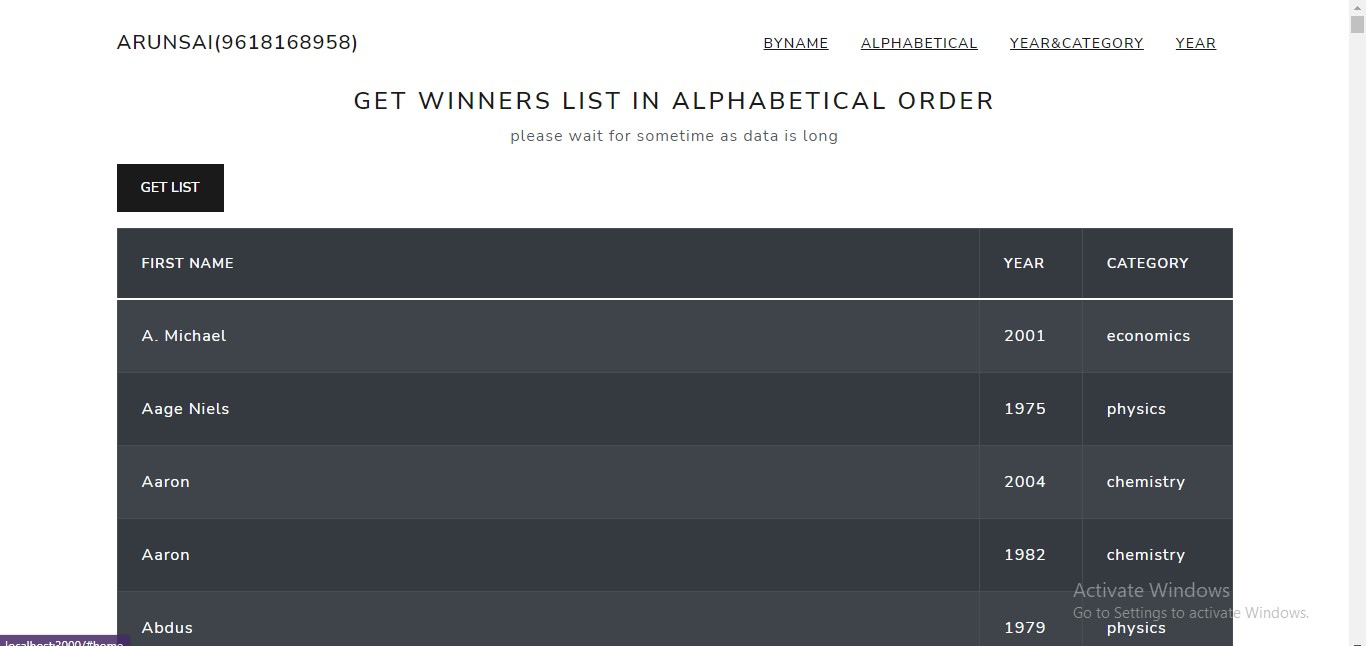 ARUNSAI(9618168958) BYNAME ALPHABETICAL YEAR&CATEGORY YEAR
GET WINNERS LIST IN ALPHABETICAL ORDER
please wait for sometime as data is long
GET LIST
FIRST NAME YEAR CATEGORY
A. Michael 2001 economics
Aage Niels 1975 physics
Aaron 2004 chemistry
Aaron 1982 chemistry
Abdus 1979 physics
Activate Windows
Go to Settings to activate Windows.
localhost:3000/#home